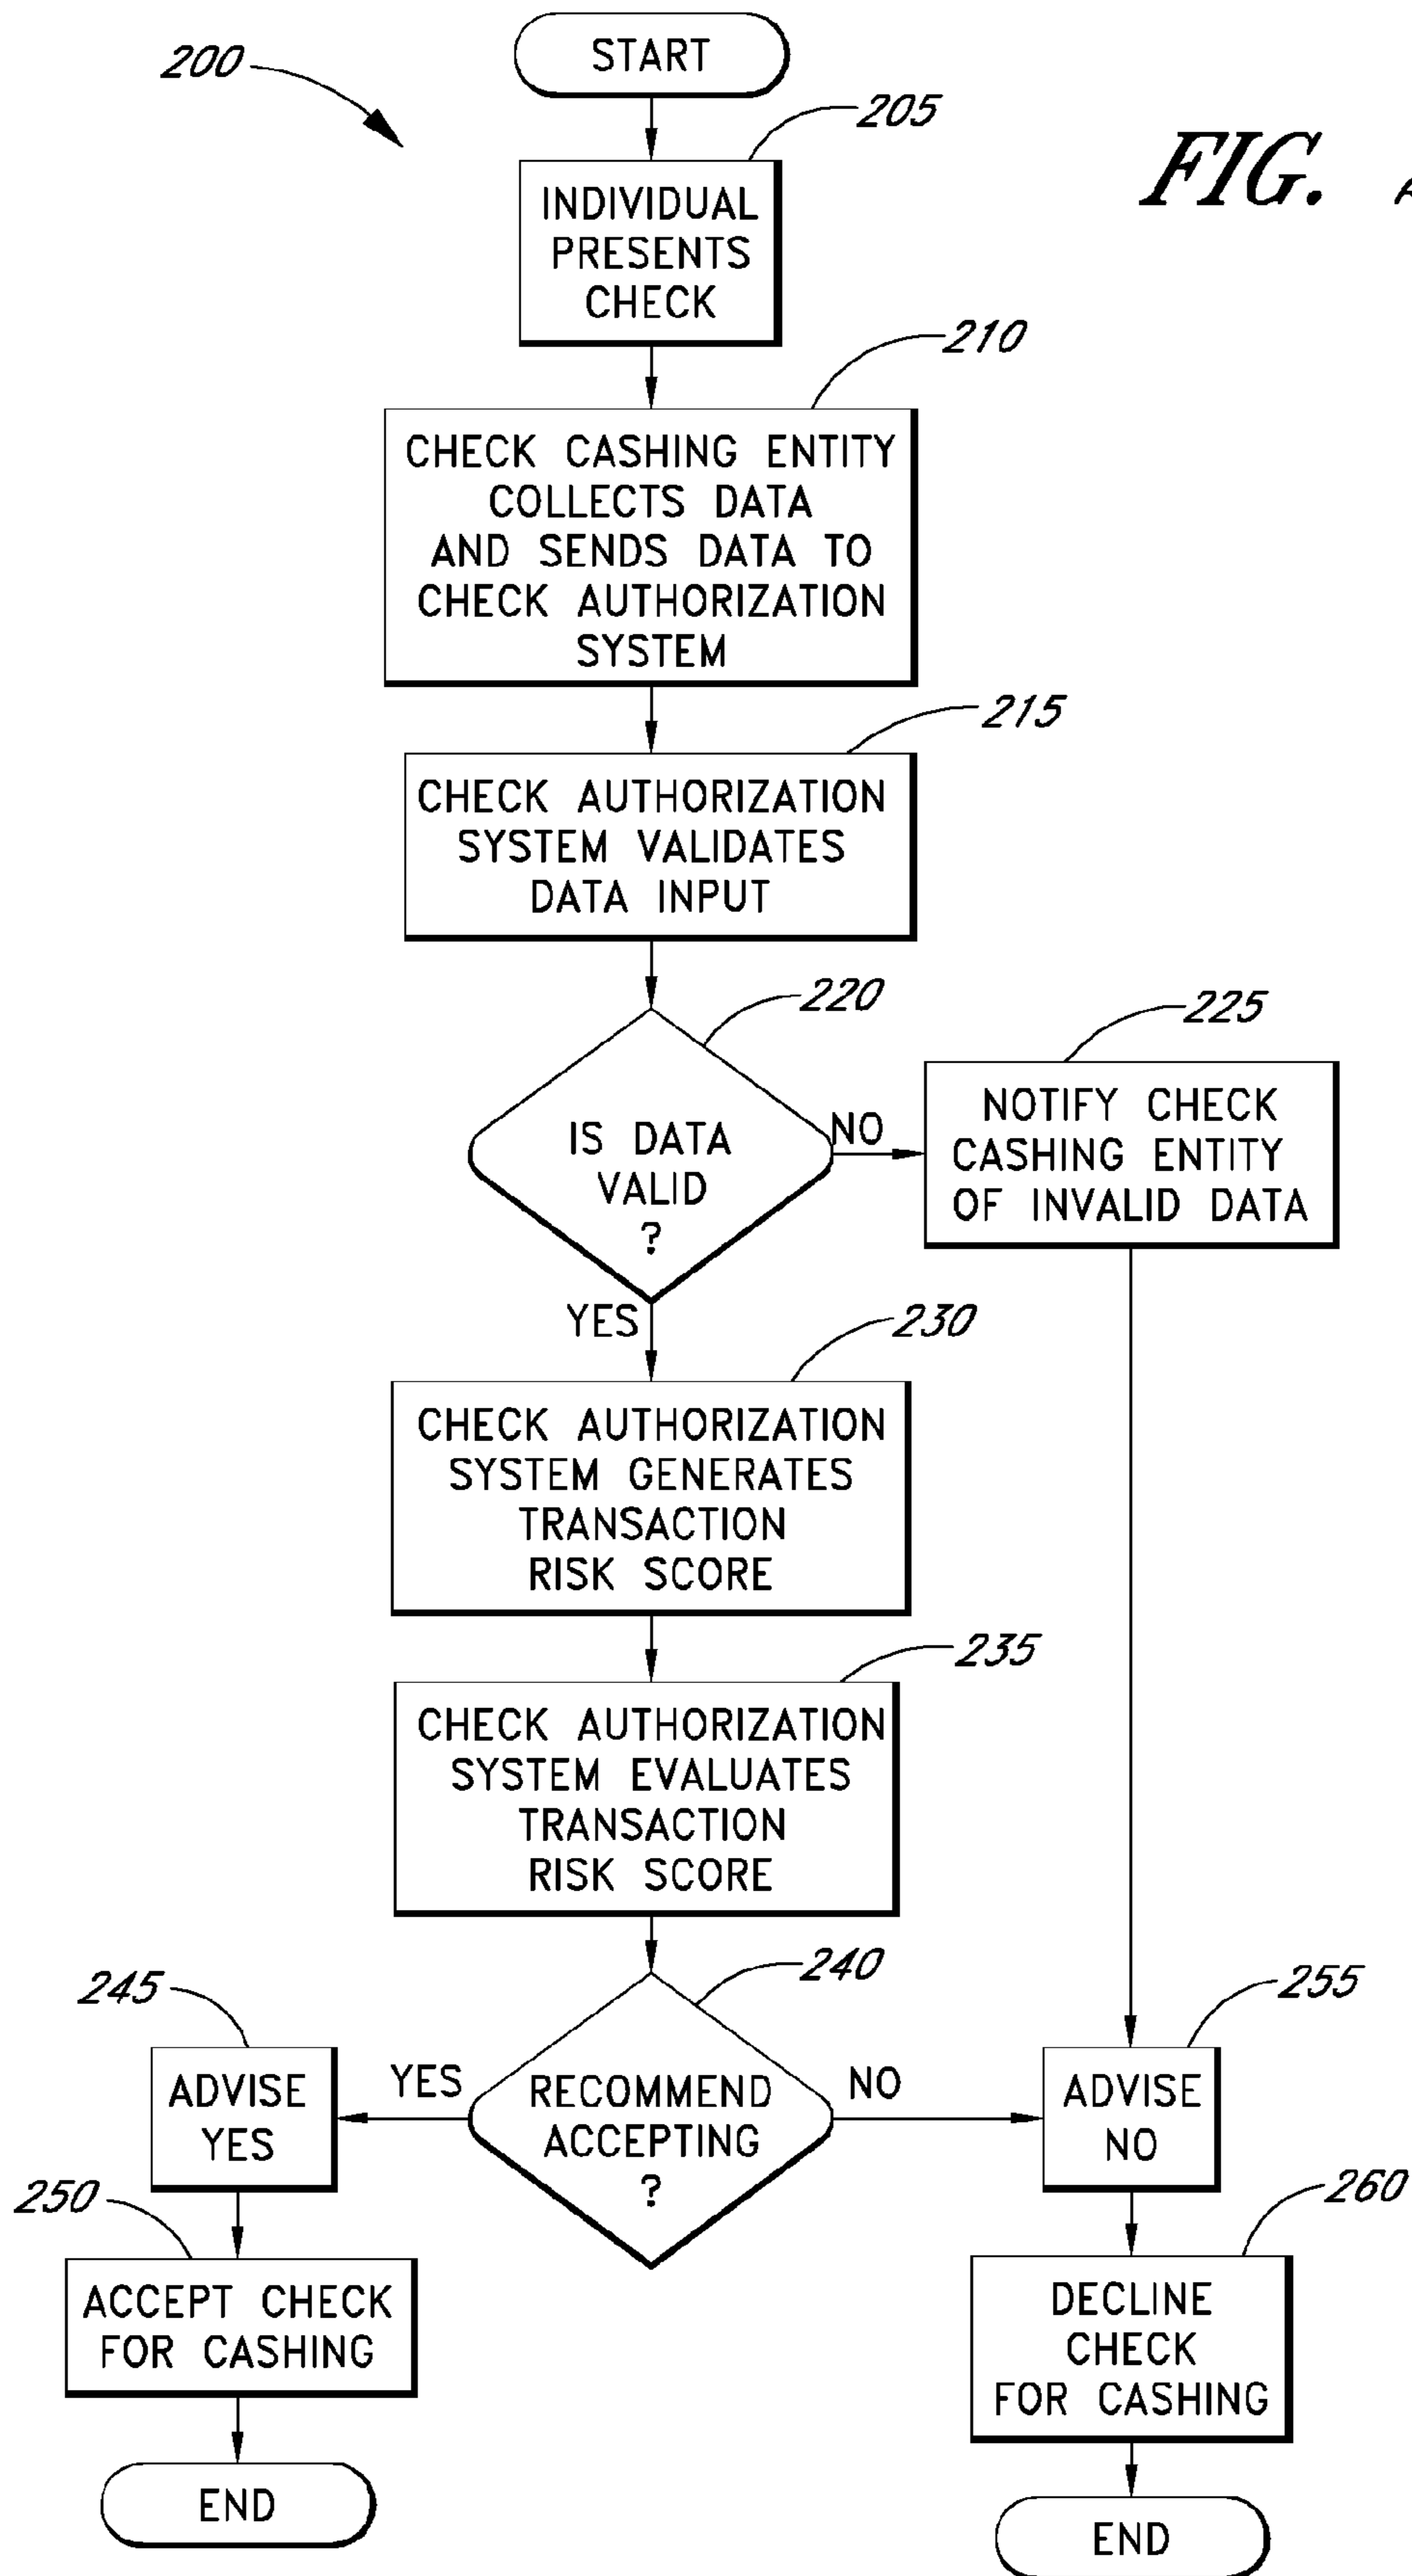 START
200
205
FIG.
INDIVIDUAL
PRESENTS
CHECK
210
CHECK CASHING ENTITY
COLLECTS DATA
AND SENDS DATA TO
CHECK AUTHORIZATION
SYSTEM
215
CHECK AUTHORIZATION
SYSTEM VALIDATES
DATA INPUT
220
225
IS DATA
VALID
?
NO
NOTIFY CHECK
CASHING ENTITY
OF INVALID DATA
YES
230
CHECK AUTHORIZATION
SYSTEM GENERATES
TRANSACTION
RISK SCORE
235
CHECK AUTHORIZATION
SYSTEM EVALUATES
TRANSACTION
RISK SCORE
240
245
255
ADVISE
YES
YES
RECOMMEND
ACCEPTING
?
NO
ADVISE
NO
250
260
ACCEPT CHECK
FOR CASHING
DECLINE
CHECK
FOR CASHING
END
END